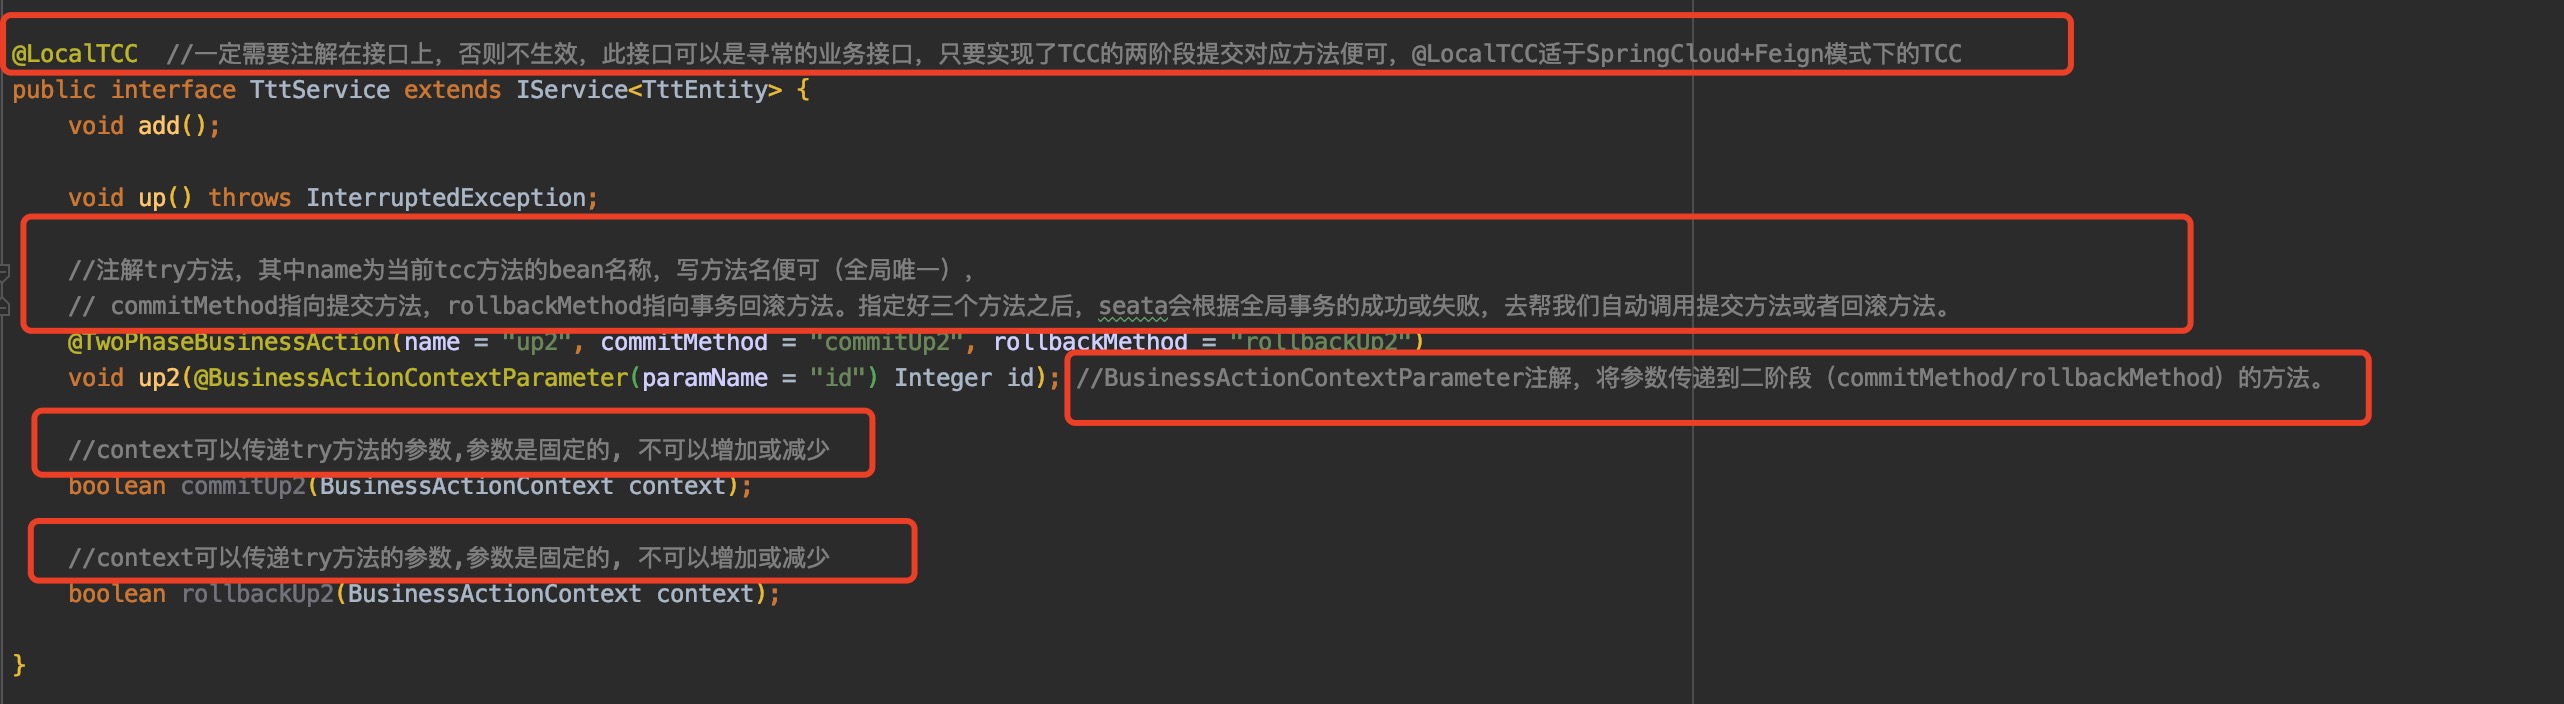 @LocalTCC  //一定需要注解在接口上，否则不生效，此接口可以是寻常的业务接口，只要实现了TCC的两阶段提交对应方法便可，@LocalTCC适于SpringCloud+Feign模式下的TCC
public interface TttService extends IService<TttEntity> {
    void add();
    void up() throws InterruptedException;
    //注解try方法，其中name为当前tcc方法的bean名称，写方法名便可（全局唯一），
    // commitMethod指向提交方法，rollbackMethod指向事务回滚方法。指定好三个方法之后，seata会根据全局事务的成功或失败，去帮我们自动调用提交方法或者回滚方法。
    @TwoPhaseBusinessAction(name = "up2", commitMethod = "commitUp2", rollbackMethod = "rollbackUp2")
    void up2(@BusinessActionContextParameter(paramName = "id") Integer id); //BusinessActionContextParameter注解，将参数传递到二阶段（commitMethod/rollbackMethod）的方法。
    //context可以传递try方法的参数,参数是固定的, 不可以增加或减少
    boolean commitUp2(BusinessActionContext context);
    //context可以传递try方法的参数,参数是固定的, 不可以增加或减少
    boolean rollbackUp2(BusinessActionContext context);
}